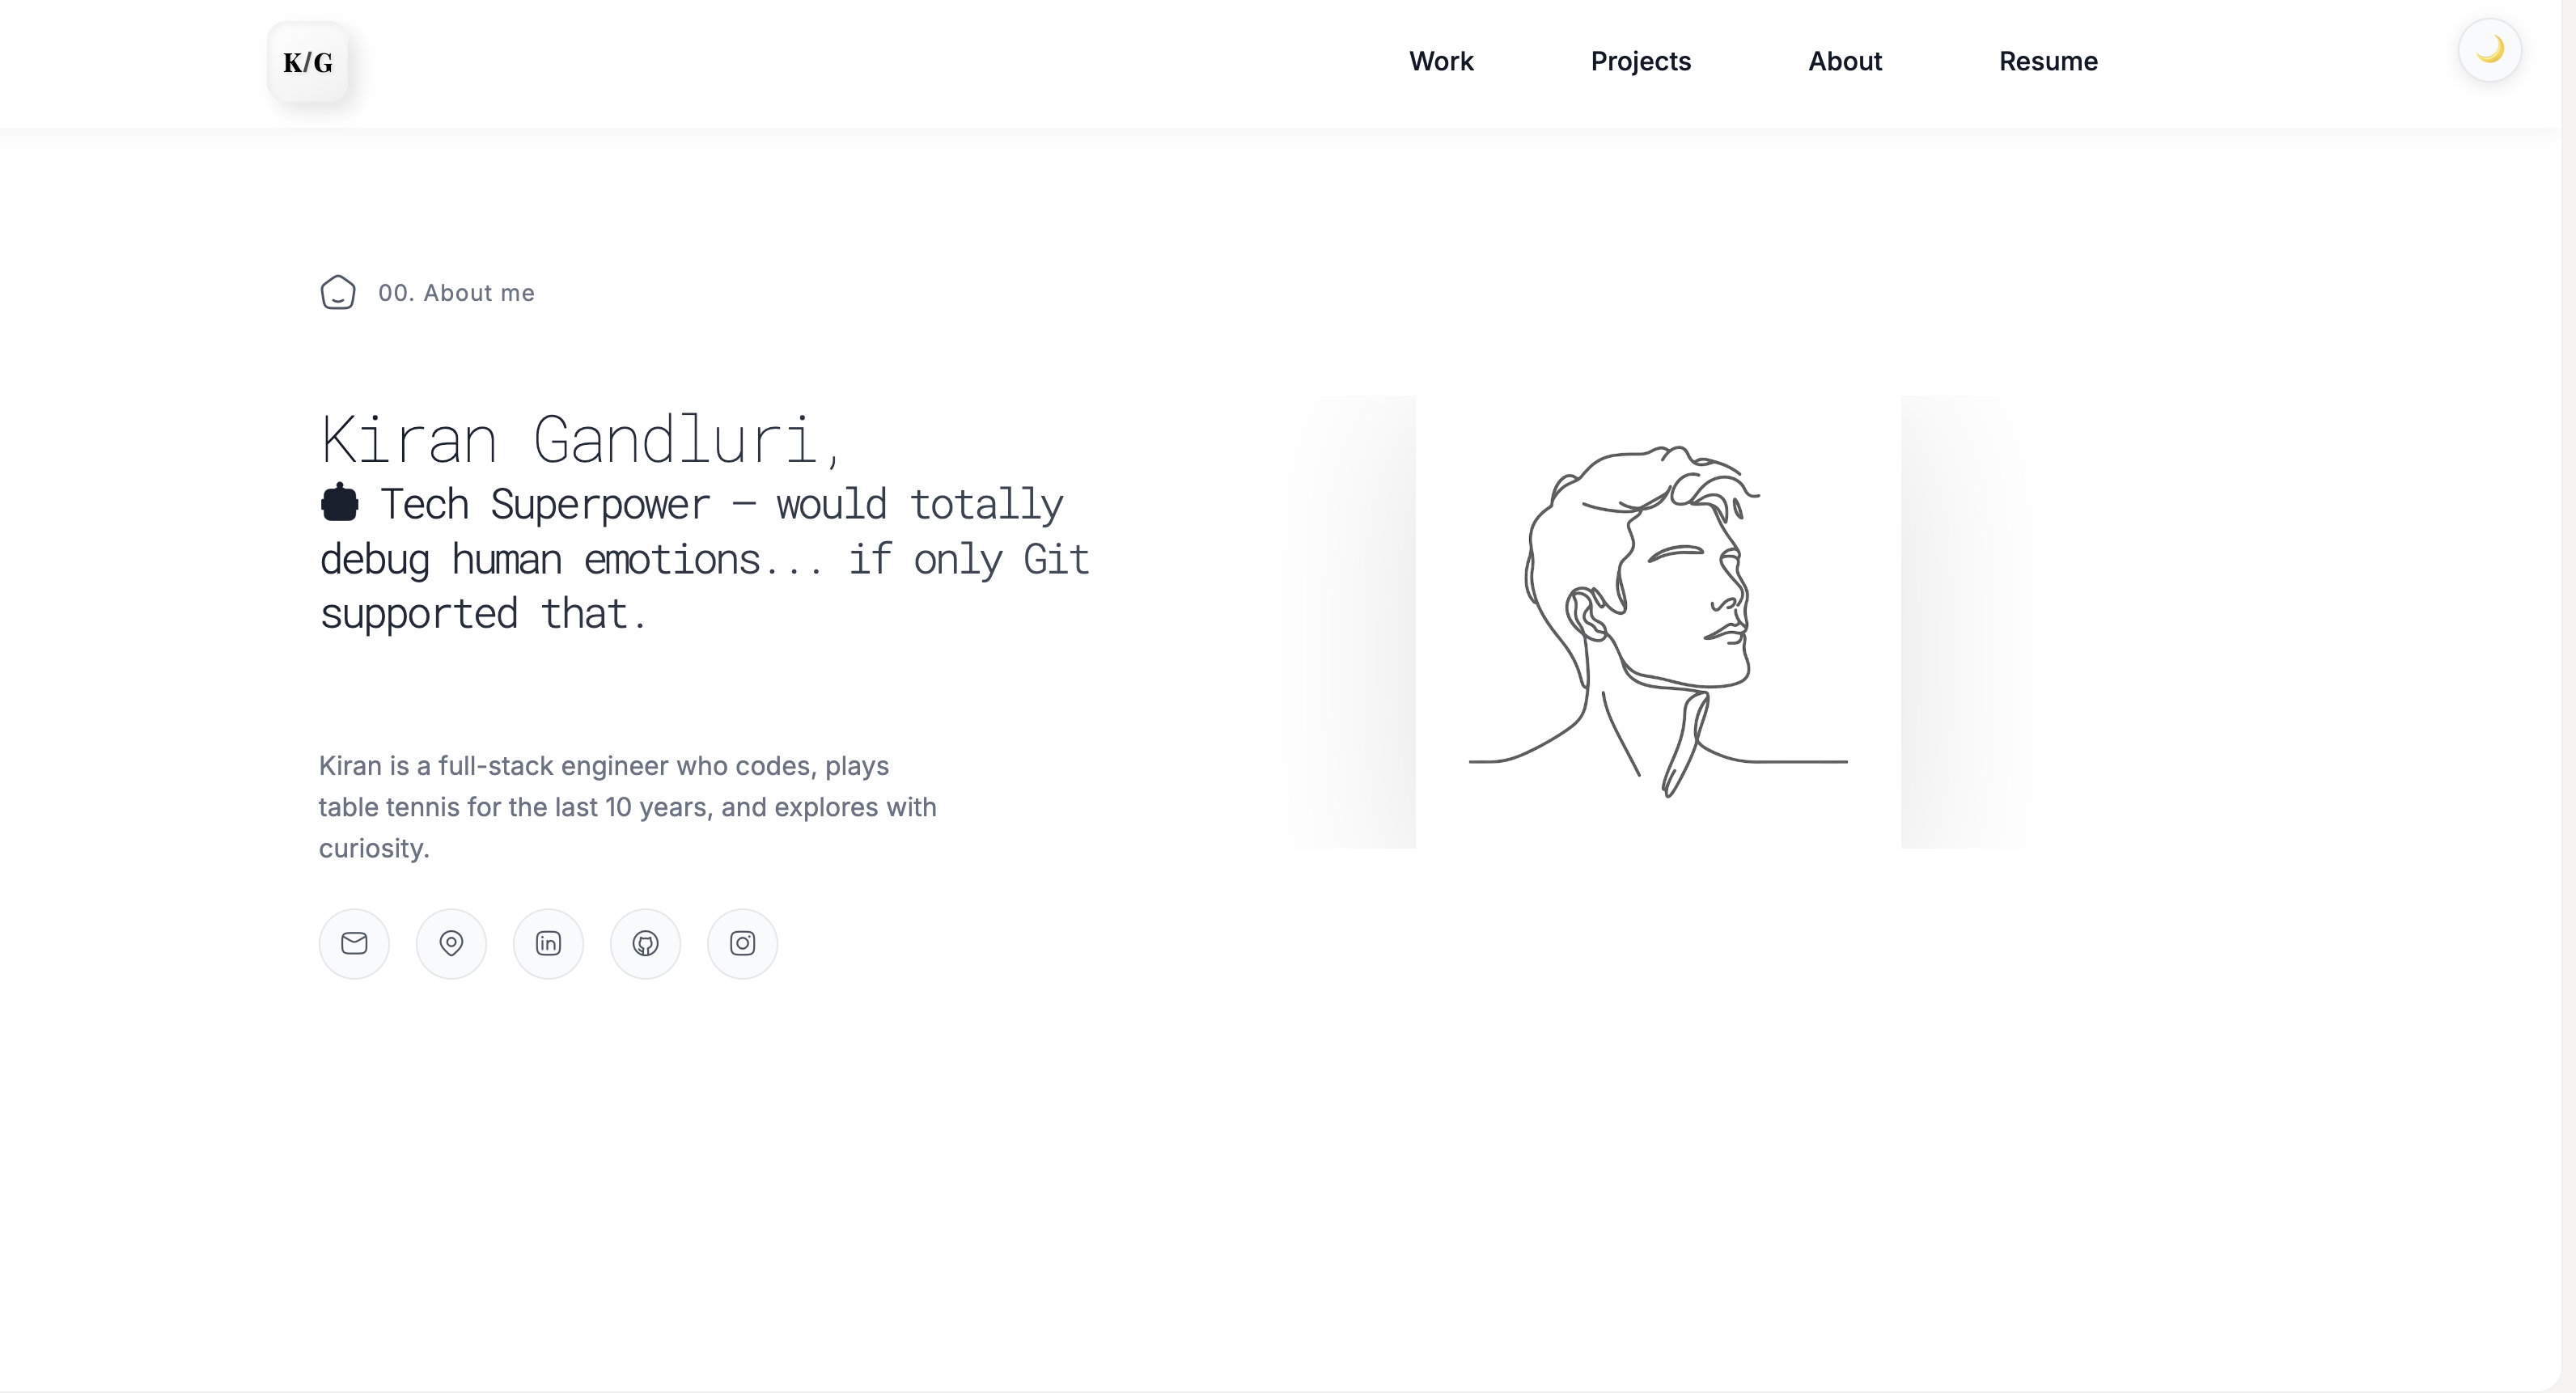 K/G
Work
Projects
About
Resume
00. About me
Kiran Gandluri,
Tech Superpower — would totally
debug human emotions... if only Git
supported that.
Kiran is a full-stack engineer who codes, plays
table tennis for the last 10 years, and explores with
curiosity.
in